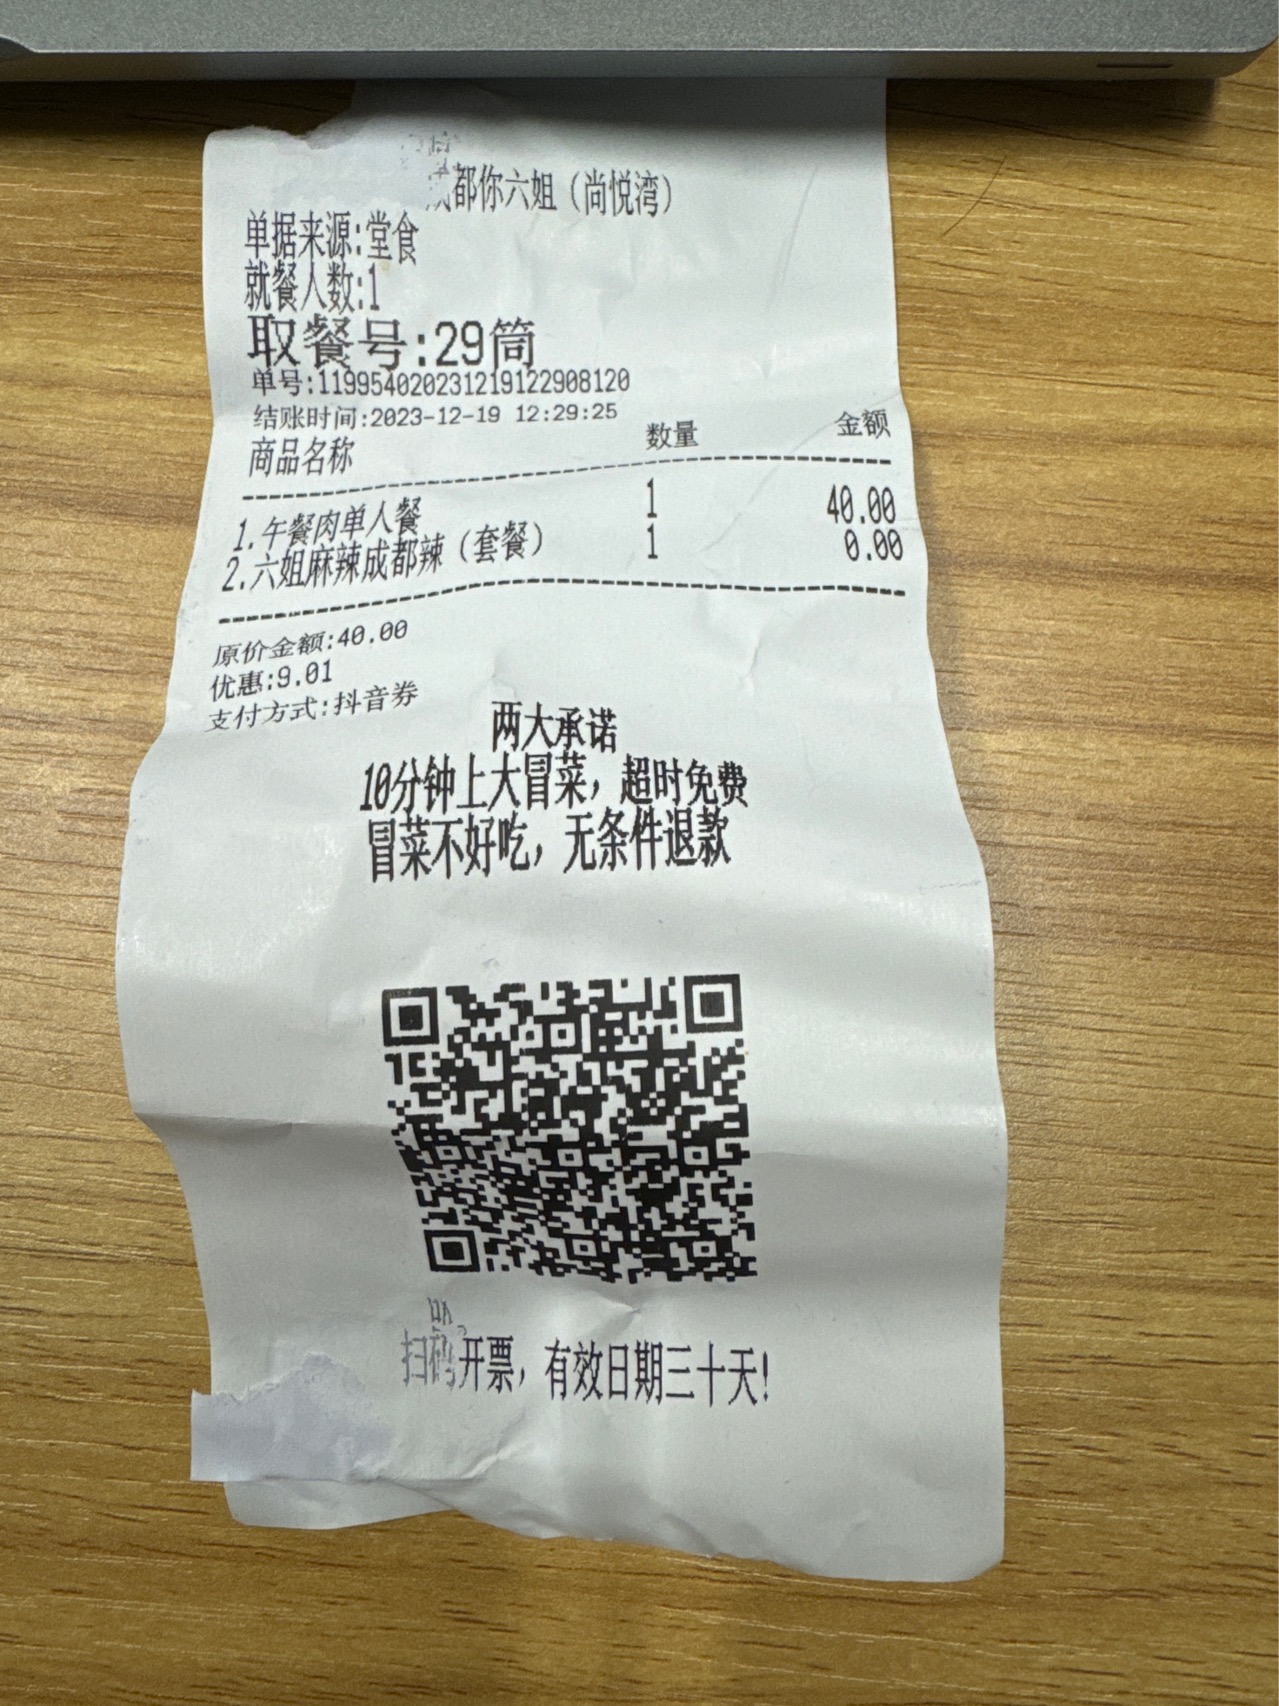 成都你六姐（尚悦湾）
单据来源:堂食
就餐人数:1
取餐号:29筒
单号:11995402023121912290812​0
结账时间:2023-12-19 12:29:25
商品名称 数量 金额
1.午餐肉单人餐 1 40.00
2.六姐麻辣成都辣（套餐） 1 0.00
原价金额:40.00
优惠:9.01
支付方式:抖音券
两大承诺
10分钟上大冒菜，超时免费
冒菜不好吃，无条件退款
扫码开票，有效日期三十天!